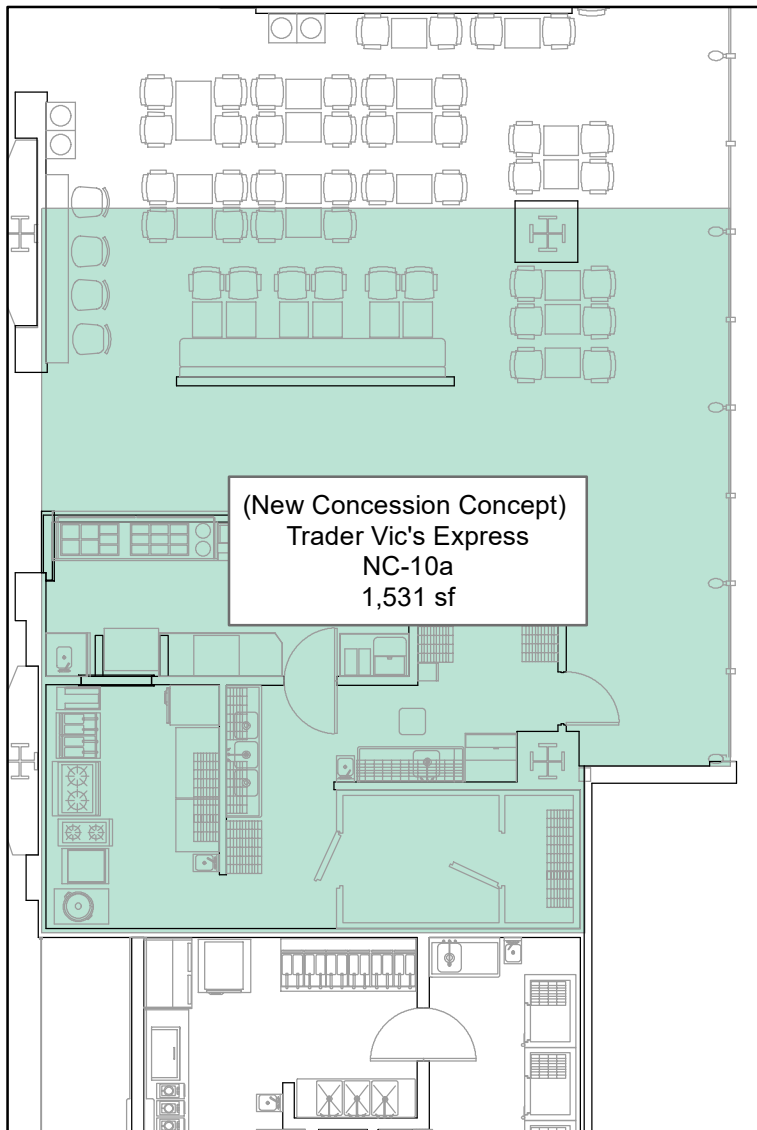 (New Concession Concept)
Trader Vic's Express
NC-10a
1,531 sf